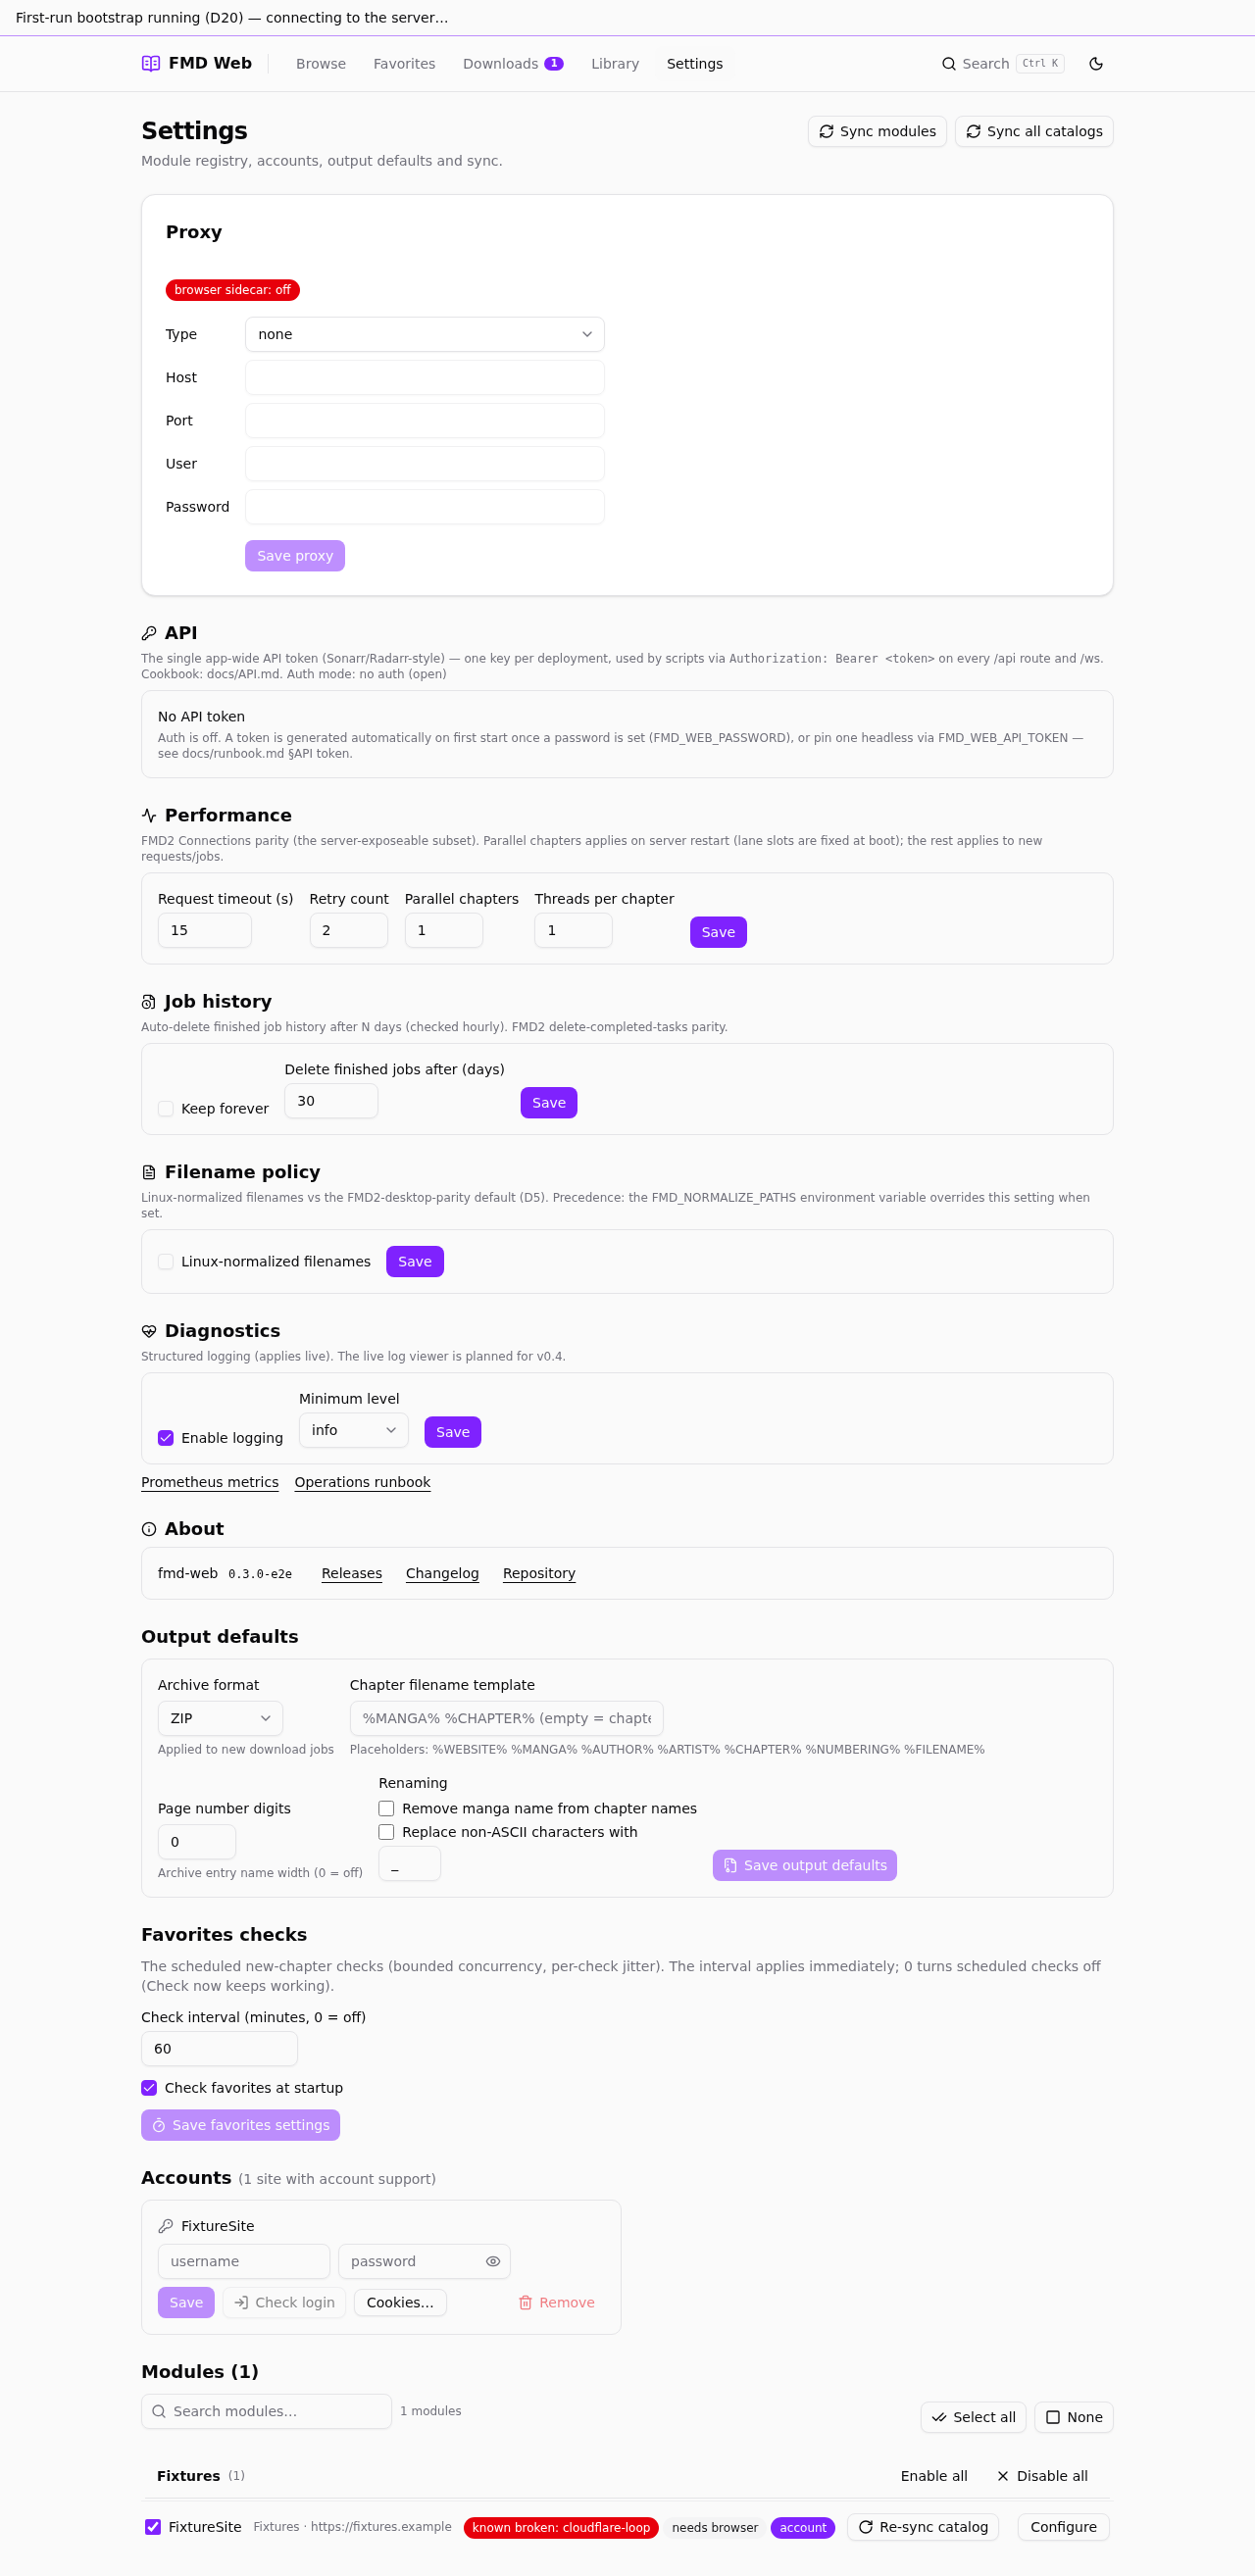 First-run bootstrap running (D20) — connecting to the server…
FMD Web Browse Favorites Downloads 1 Library Settings Search Ctrl K
Settings
Sync modules Sync all catalogs
Module registry, accounts, output defaults and sync.
Proxy
browser sidecar: off
Type none
Host
Port
User
Password
Save proxy
API
The single app-wide API token (Sonarr/Radarr-style) — one key per deployment, used by scripts via Authorization: Bearer <token> on every /api route and /ws.
Cookbook: docs/API.md. Auth mode: no auth (open)
No API token
Auth is off. A token is generated automatically on first start once a password is set (FMD_WEB_PASSWORD), or pin one headless via FMD_WEB_API_TOKEN —
see docs/runbook.md §API token.
Performance
FMD2 Connections parity (the server-exposeable subset). Parallel chapters applies on server restart (lane slots are fixed at boot); the rest applies to new
requests/jobs.
Request timeout (s) Retry count Parallel chapters Threads per chapter
15 2 1 1 Save
Job history
Auto-delete finished job history after N days (checked hourly). FMD2 delete-completed-tasks parity.
Delete finished jobs after (days)
Keep forever 30 Save
Filename policy
Linux-normalized filenames vs the FMD2-desktop-parity default (D5). Precedence: the FMD_NORMALIZE_PATHS environment variable overrides this setting when
set.
Linux-normalized filenames Save
Diagnostics
Structured logging (applies live). The live log viewer is planned for v0.4.
Minimum level
Enable logging info Save
Prometheus metrics Operations runbook
About
fmd-web 0.3.0-e2e Releases Changelog Repository
Output defaults
Archive format Chapter filename template
ZIP %MANGA% %CHAPTER% (empty = chapte
Applied to new download jobs Placeholders: %WEBSITE% %MANGA% %AUTHOR% %ARTIST% %CHAPTER% %NUMBERING% %FILENAME%
Renaming
Page number digits Remove manga name from chapter names
Replace non-ASCII characters with
0 _
Archive entry name width (0 = off) Save output defaults
Favorites checks
The scheduled new-chapter checks (bounded concurrency, per-check jitter). The interval applies immediately; 0 turns scheduled checks off
(Check now keeps working).
Check interval (minutes, 0 = off)
60
Check favorites at startup
Save favorites settings
Accounts (1 site with account support)
FixtureSite
username password
Save Check login Cookies… Remove
Modules (1)
Search modules… 1 modules Select all None
Fixtures (1) Enable all Disable all
FixtureSite Fixtures · https://fixtures.example known broken: cloudflare-loop needs browser account Re-sync catalog Configure